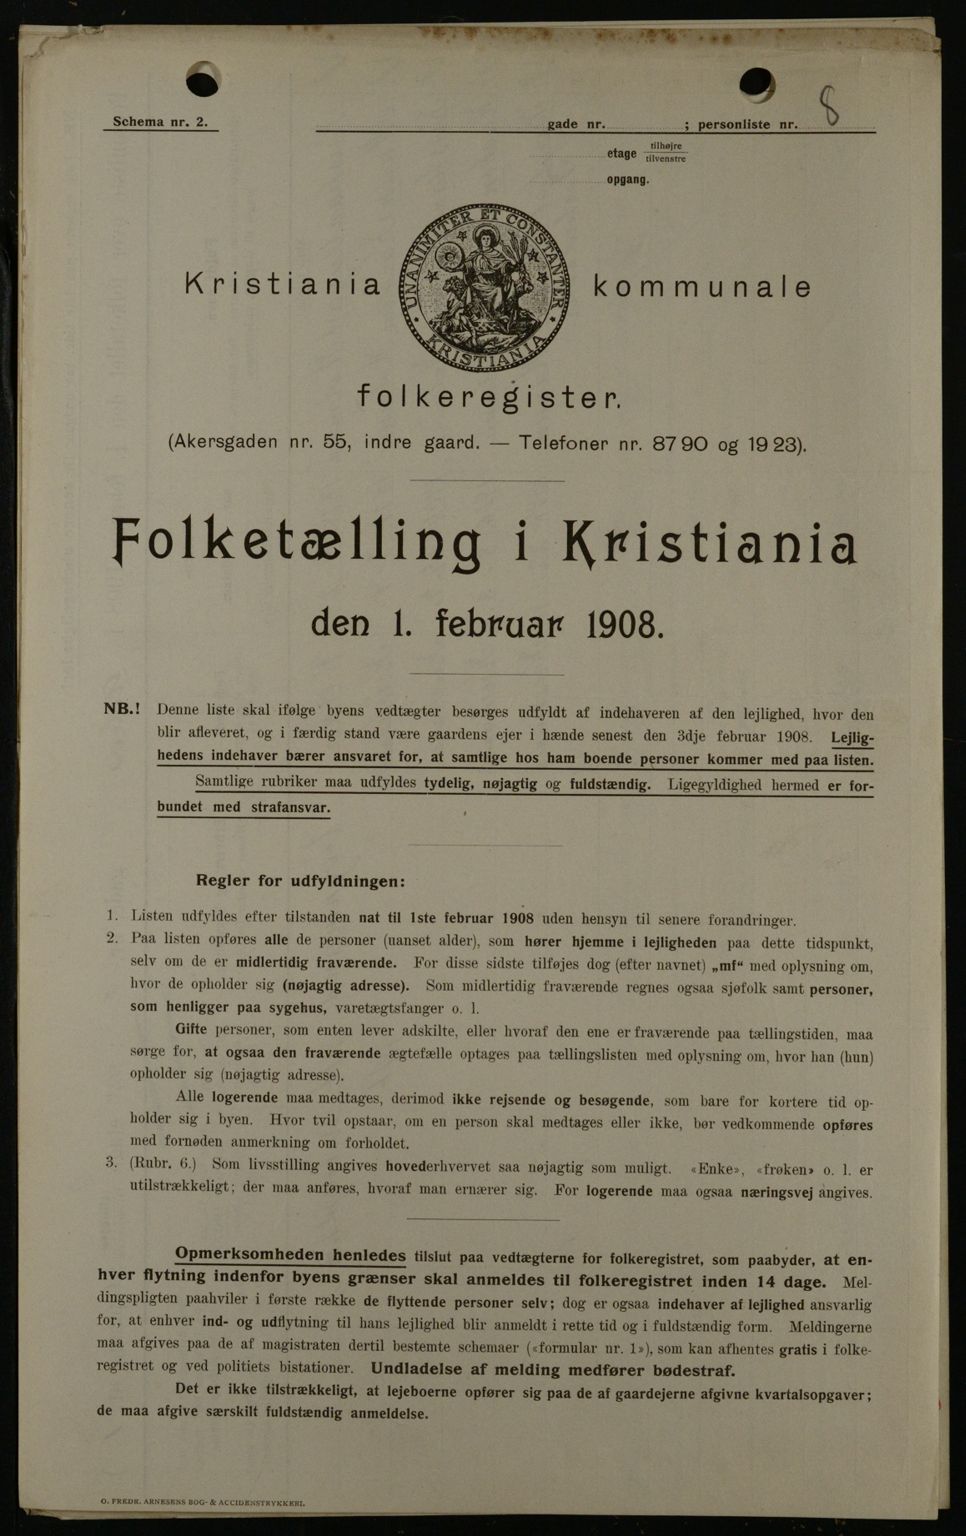 Schema nr. 2.
gade nr. ; personliste nr. 8
etage tilhøjre
tilvenstre
opgang.
UNANIMITER ET CONSTANTER
KRISTIANIA
Kristiania kommunale
folkeregister.
(Akersgaden nr. 55, indre gaard. — Telefoner nr. 87 90 og 19 23).
Folketælling i Kristiania
den 1. februar 1908.
NB.! Denne liste skal ifølge byens vedtægter besørges udfyldt af indehaveren af den lejlighed, hvor den
blir afleveret, og i færdig stand være gaardens ejer i hænde senest den 3dje februar 1908. Lejlig-
hedens indehaver bærer ansvaret for, at samtlige hos ham boende personer kommer med paa listen.
Samtlige rubriker maa udfyldes tydelig, nøjagtig og fuldstændig. Ligegyldighed hermed er for-
bundet med strafansvar.
Regler for udfyldningen:
1. Listen udfyldes efter tilstanden nat til 1ste februar 1908 uden hensyn til senere forandringer.
2. Paa listen opføres alle de personer (uanset alder), som hører hjemme i lejligheden paa dette tidspunkt,
selv om de er midlertidig fraværende. For disse sidste tilføjes dog (efter navnet) „mf“ med oplysning om,
hvor de opholder sig (nøjagtig adresse). Som midlertidig fraværende regnes ogsaa sjøfolk samt personer,
som henligger paa sygehus, varetægtsfanger o. l.
Gifte personer, som enten lever adskilte, eller hvoraf den ene er fraværende paa tællingstiden, maa
sørge for, at ogsaa den fraværende ægtefælle optages paa tællingslisten med oplysning om, hvor han (hun)
opholder sig (nøjagtig adresse).
Alle logerende maa medtages, derimod ikke rejsende og besøgende, som bare for kortere tid op-
holder sig i byen. Hvor tvil opstaar, om en person skal medtages eller ikke, bør vedkommende opføres
med fornøden anmerkning om forholdet.
3. (Rubr. 6.) Som livsstilling angives hovederhvervet saa nøjagtig som muligt. «Enke», «frøken» o. l. er
utilstrækkeligt; der maa anføres, hvoraf man ernærer sig. For logerende maa ogsaa næringsvej angives.
Opmerksomheden henledes tilslut paa vedtægterne for folkeregistret, som paabyder, at en-
hver flytning indenfor byens grænser skal anmeldes til folkeregistret inden 14 dage. Mel-
dingspligten paahviler i første række de flyttende personer selv; dog er ogsaa indehaver af lejlighed ansvarlig
for, at enhver ind- og udflytning til hans lejlighed blir anmeldt i rette tid og i fuldstændig form. Meldingerne
maa afgives paa de af magistraten dertil bestemte schemaer («formular nr. 1»), som kan afhentes gratis i folke-
registret og ved politiets bistationer. Undladelse af melding medfører bødestraf.
Det er ikke tilstrækkeligt, at lejeboerne opfører sig paa de af gaardejerne afgivne kvartalsopgaver;
de maa afgive særskilt fuldstændig anmeldelse.
O. FREDR. ARNESENS BOG- & ACCIDENSTRYKKERI.